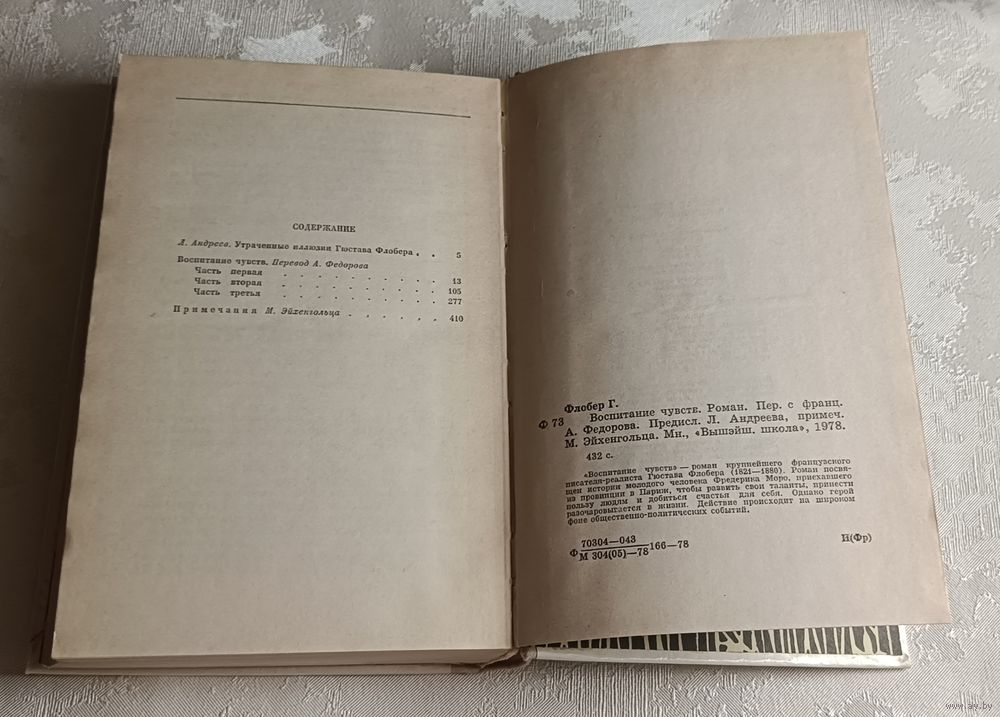 СОДЕРЖАНИЕ
Л. Андреев. Утраченные иллюзии Гюстава Флобера . . 5
Воспитание чувств. Перевод А. Федорова
Часть первая . . . . . . . . . 13
Часть вторая . . . . . . . . . 105
Часть третья . . . . . . . . . 277
Примечания М. Эйхенгольца . . . . . . 410
Флобер Г.
Ф 73 Воспитание чувств. Роман. Пер. с франц.
А. Федорова. Предисл. Л. Андреева, примеч.
М. Эйхенгольца. Мн., «Вышэйш. школа», 1978.
432 с.
«Воспитание чувств» — роман крупнейшего французского
писателя-реалиста Гюстава Флобера (1821—1880). Роман посвя-
щен истории молодого человека Фредерика Моро, приехавшего
из провинции в Париж, чтобы развить свои таланты, принести
пользу людям и добиться счастья для себя. Однако герой
разочаровывается в жизни. Действие происходит на широком
фоне общественно-политических событий.
70304—043
Ф М 304(05)—78 166—78
И(Фр)
www.ay.by